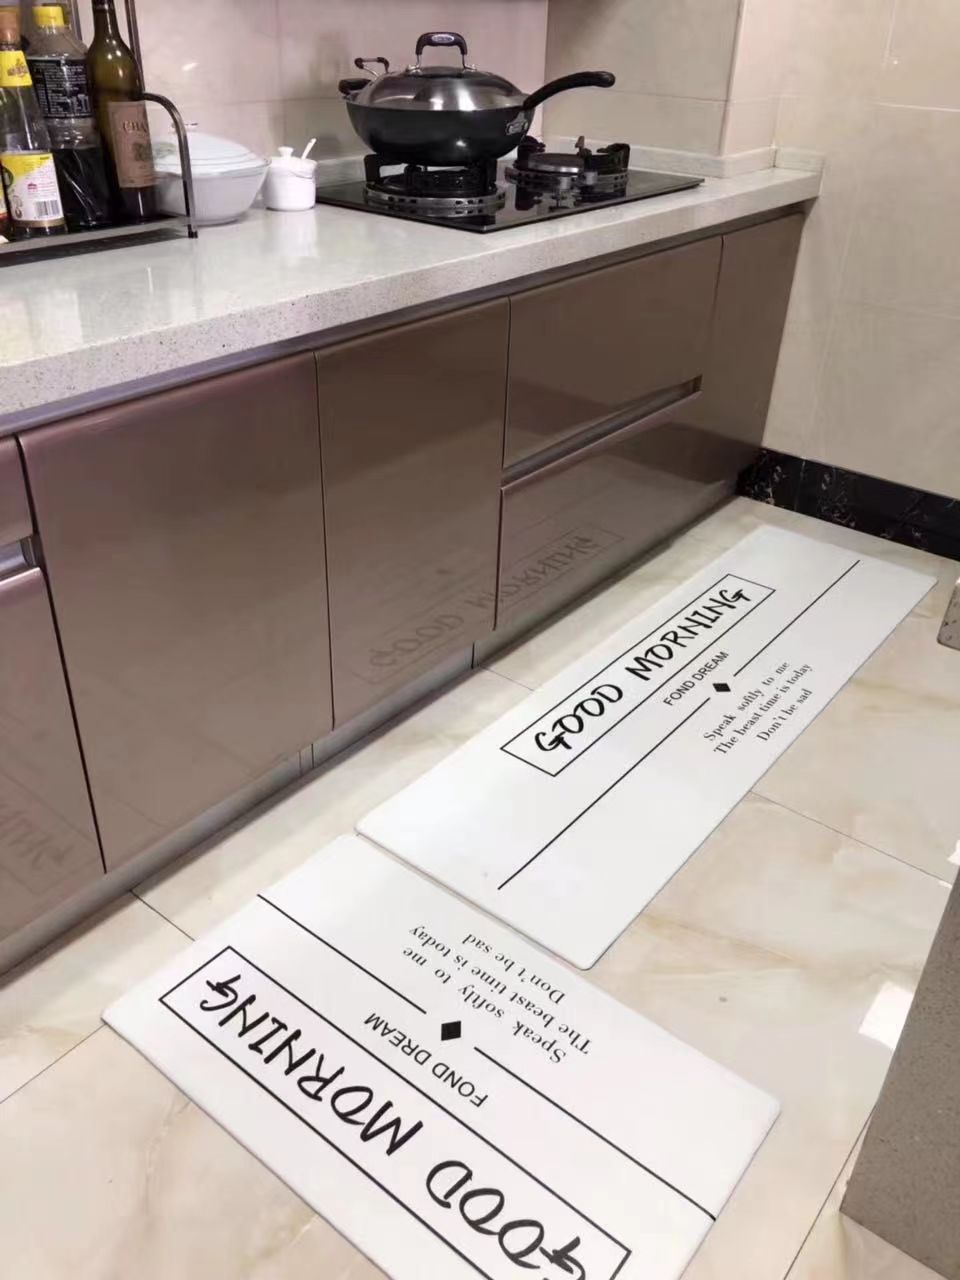 CHAN
GOOD MORNING
FOND DREAM
Speak softly to me
The beast time is today
Don't be sad
Speak softly to me
The beast time is today
Don't be sad
FOND DREAM
GOOD MORNING